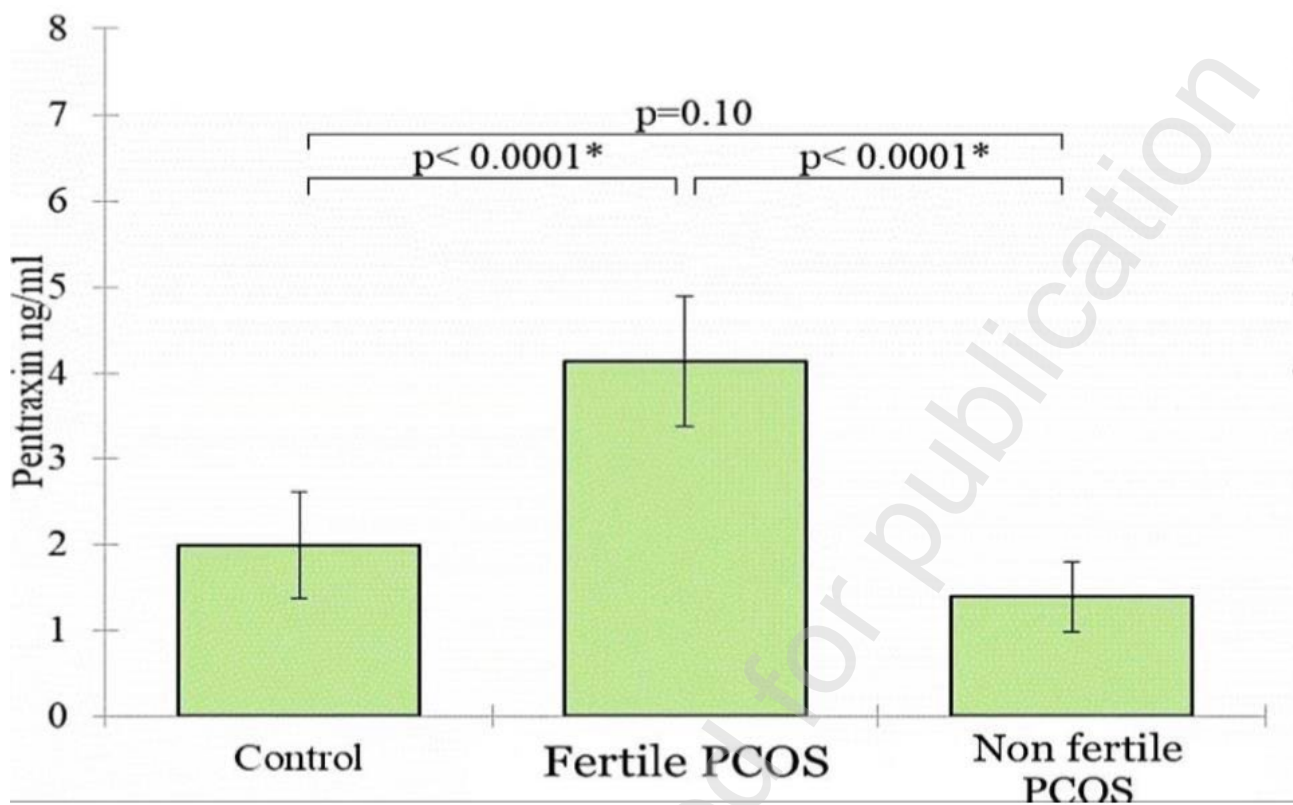 8
7
6
5
4
3
2
1
0
Pentraxin ng/ml
p=0.10
p< 0.0001*
p< 0.0001*
Control
Fertile PCOS
Non fertile
PCOS
for publication